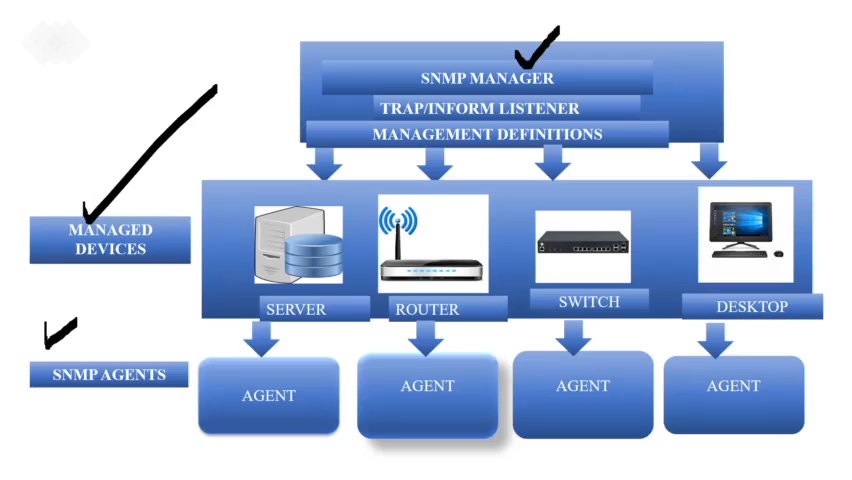 SNMP MANAGER
TRAP/INFORM LISTENER
MANAGEMENT DEFINITIONS
MANAGED
DEVICES
SERVER
ROUTER
SWITCH
DESKTOP
SNMP AGENTS
AGENT
AGENT
AGENT
AGENT